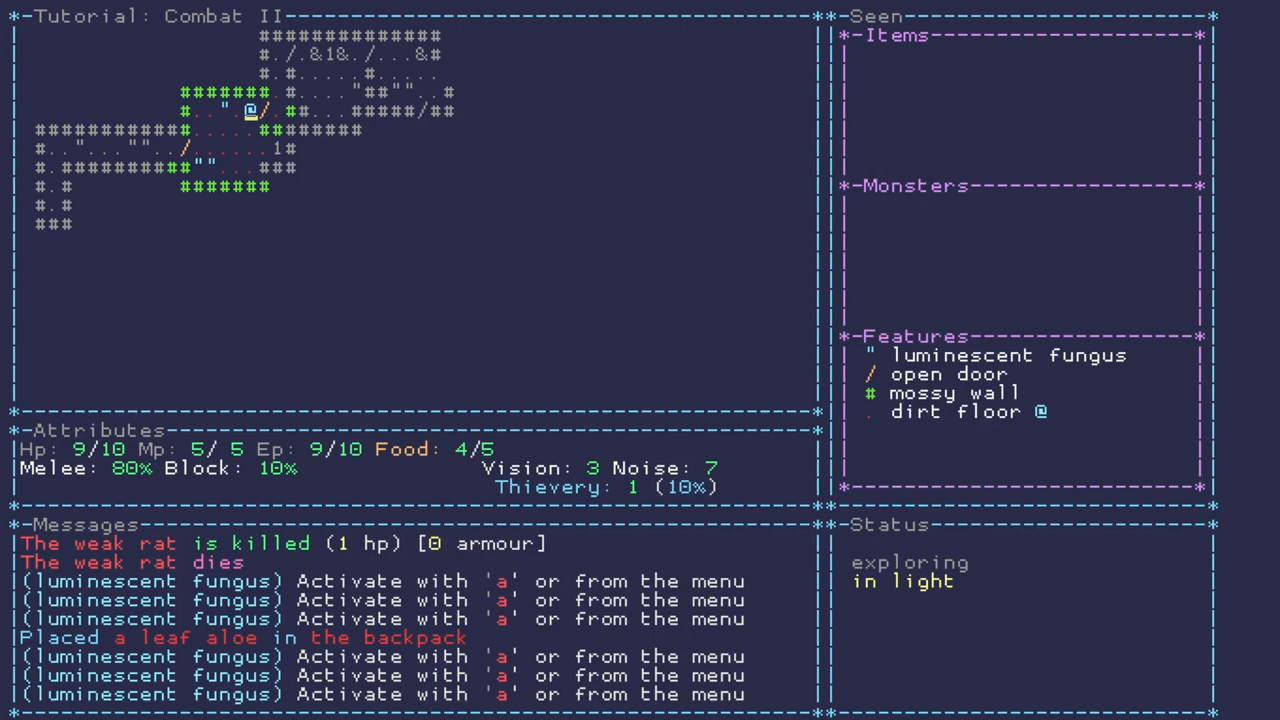 Tutorial: Combat II
Seen
Items
##############
#./.&1&./...&#
#.#.....#.....
#######.#...."##""..#
#..".@/.##...#####/##
############.....########
#.."...""../.......1#
#.#########""...###
#.# #######
#.#
###
Monsters
Features
" luminescent fungus
/ open door
# mossy wall
. dirt floor @
Attributes
Hp: 9/10 Mp: 5/ 5 Ep: 9/10 Food: 4/5
Melee: 80% Block: 10% Vision: 3 Noise: 7
Thievery: 1 (10%)
Messages
The weak rat is killed (1 hp) [0 armour]
The weak rat dies
(luminescent fungus) Activate with 'a' or from the menu
(luminescent fungus) Activate with 'a' or from the menu
(luminescent fungus) Activate with 'a' or from the menu
Placed a leaf aloe in the backpack
(luminescent fungus) Activate with 'a' or from the menu
(luminescent fungus) Activate with 'a' or from the menu
(luminescent fungus) Activate with 'a' or from the menu
Status
exploring
in light